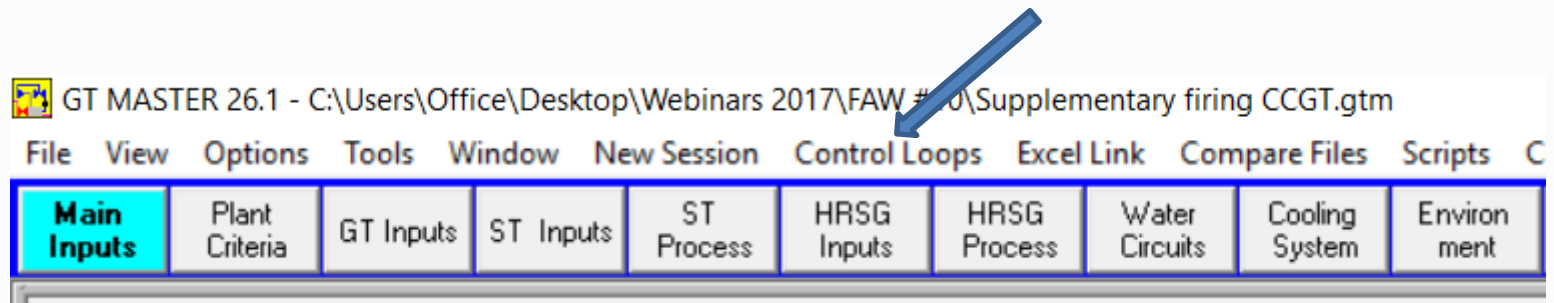 GT MASTER 26.1 - C:\Users\Office\Desktop\Webinars 2017\FAW #10\Supplementary firing CCGT.gtm
File View Options Tools Window New Session Control Loops Excel Link Compare Files Scripts C
Main Inputs
Plant Criteria
GT Inputs
ST Inputs
ST Process
HRSG Inputs
HRSG Process
Water Circuits
Cooling System
Environ ment